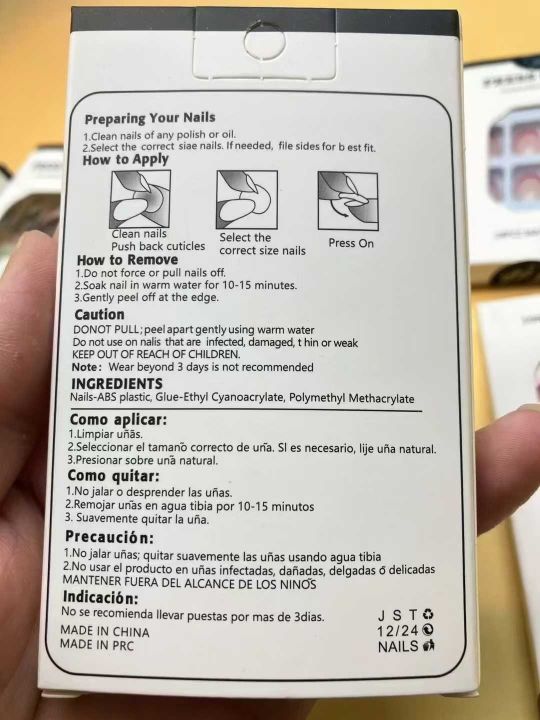 Preparing Your Nails
1.Clean nails of any polish or oil.
2.Select the correct siae nails. If needed, file sides for b est fit.
How to Apply
Clean nails
Push back cuticles
Select the
correct size nails
Press On
How to Remove
1.Do not force or pull nails off.
2.Soak nail in warm water for 10-15 minutes.
3.Gently peel off at the edge.
Caution
DONOT PULL; peel apart gently using warm water
Do not use on nalis that are infected, damaged, t hin or weak
KEEP OUT OF REACH OF CHILDREN.
Note: Wear beyond 3 days is not recommended
INGREDIENTS
Nails-ABS plastic, Glue-Ethyl Cyanoacrylate, Polymethyl Methacrylate
Como aplicar:
1.Limpiar uñãs.
2.Seleccionar el tamanõ correcto de urĩa. SI es necesario, lije uña natural.
3.Presionar sobre unã natural.
Como quitar:
1.No jalar o desprender las uñas.
2.Remojar unãs en agua tibia por 10-15 minutos
3. Suavemente quitar la uña.
Precaución:
1.No jalar uñas; quitar suavemente las uñas usando agua tibia
2.No usar el producto en uñas infectadas, dañadas, delgadas ó delicadas
MANTENER FUERA DEL ALCANCE DE LOS NINÕS
Indicación:
No se recomienda llevar puestas por mas de 3dias.
MADE IN CHINA
MADE IN PRC
J S T
12/24
NAILS